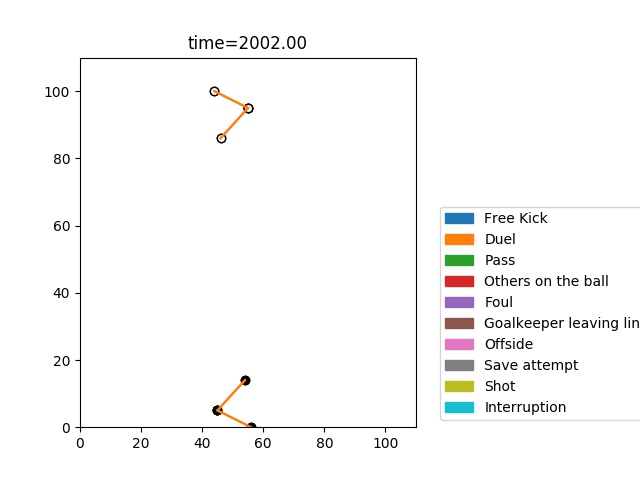 time=2002.00
100
80
60
40
20
0
0 20 40 60 80 100
Free Kick
Duel
Pass
Others on the ball
Foul
Goalkeeper leaving lin
Offside
Save attempt
Shot
Interruption